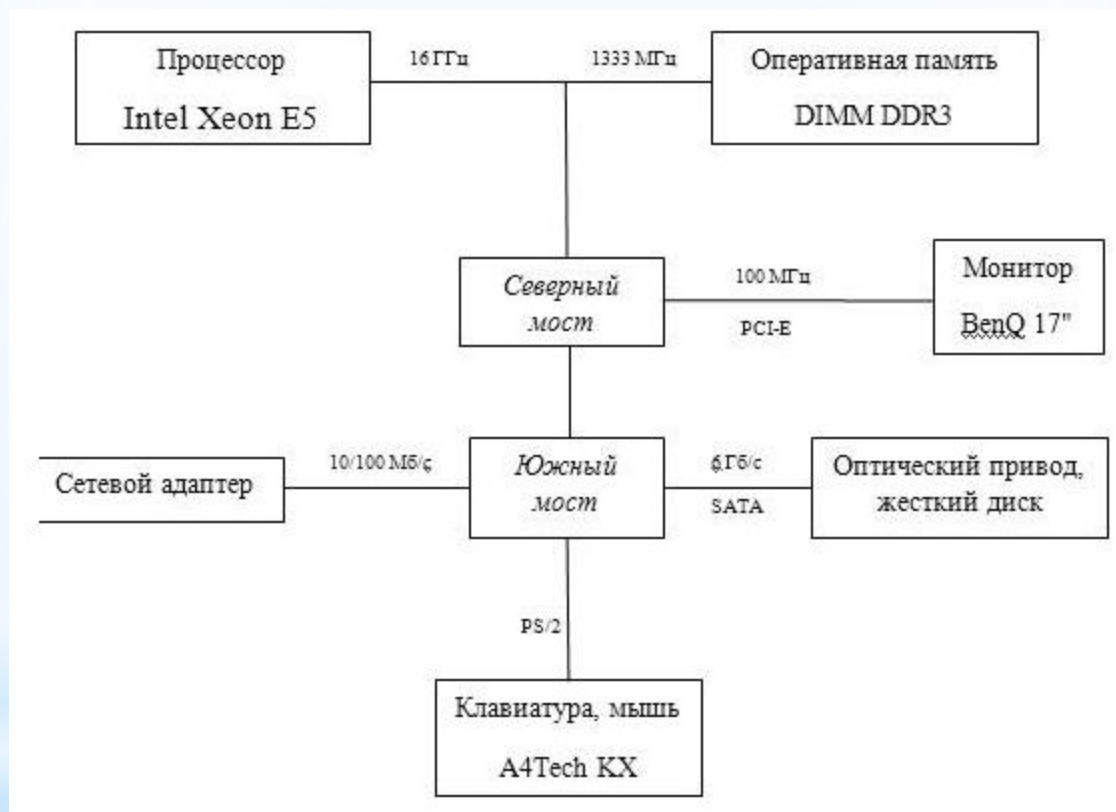 Процессор
Intel Xeon E5
16 ГГц
1333 МГц
Оперативная память
DIMM DDR3
Северный
мост
100 МГц
PCI-E
Монитор
BenQ 17"
Сетевой адаптер
10/100 Мб/с
Южный
мост
6 Гб/с
SATA
Оптический привод,
жесткий диск
PS/2
Клавиатура, мышь
A4Tech KX